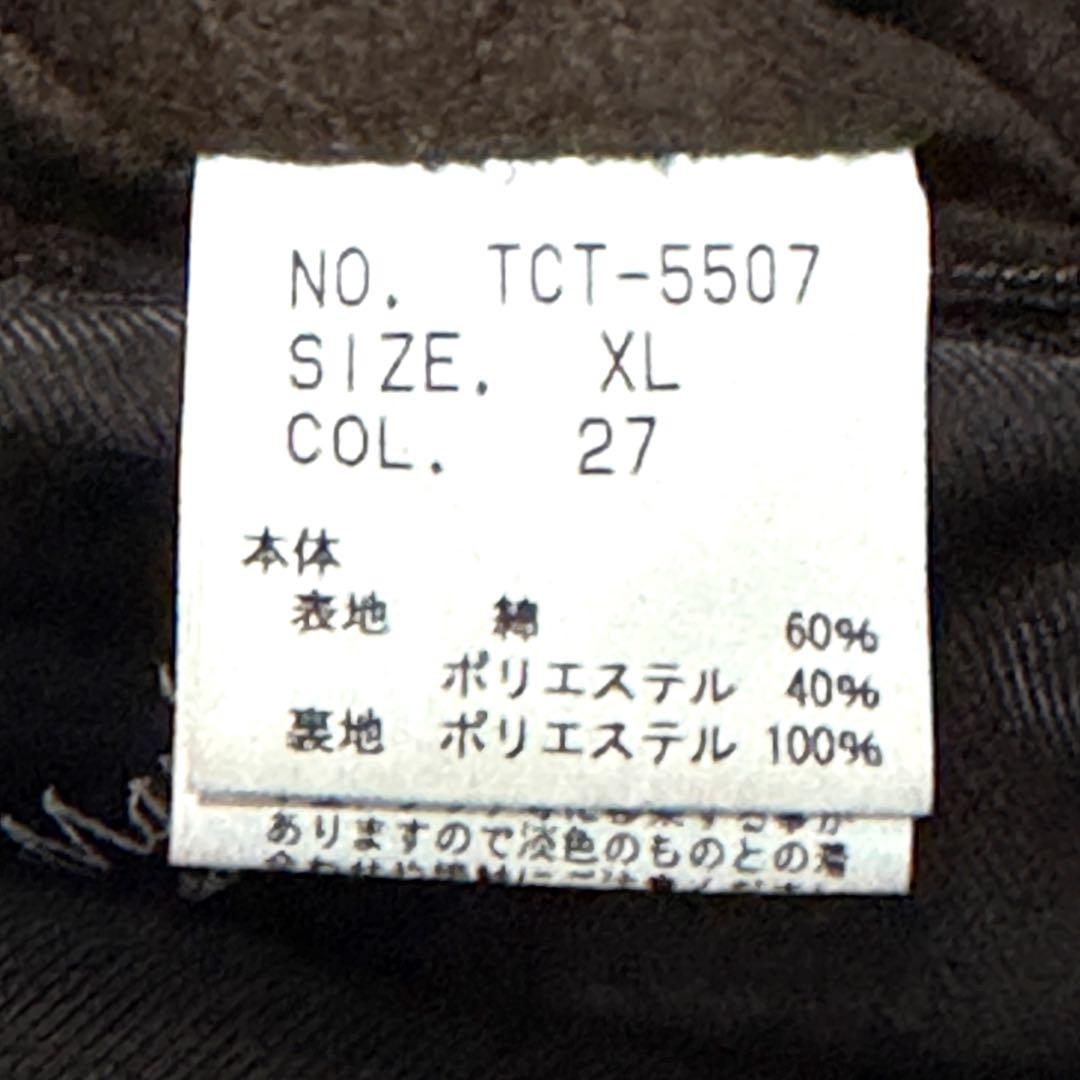 NO. TCT-5507
SIZE. XL
COL. 27
本体
表地 綿 60%
ポリエステル 40%
裏地 ポリエステル 100%
ありますので淡色のものとの着